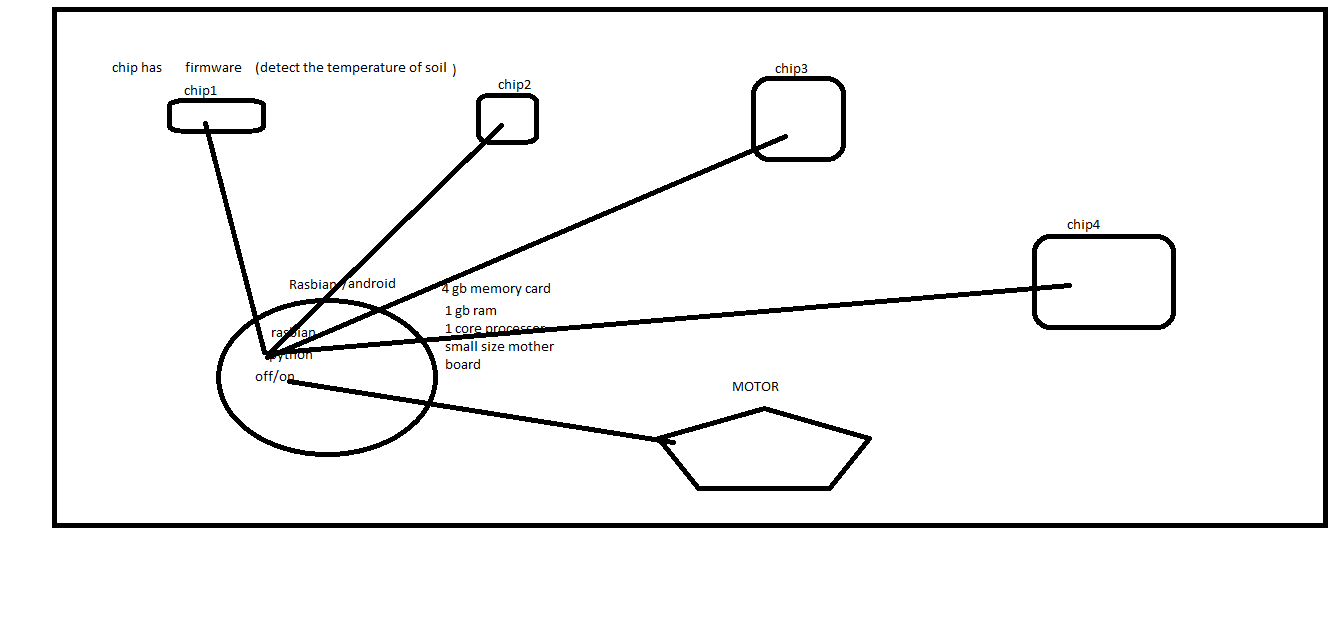 chip has firmware (detect the temperature of soil )
chip1
chip2
chip3
chip4
Rasbian /android
rasbian
python
off/on
4 gb memory card
1 gb ram
1 core processer
small size mother
board
MOTOR